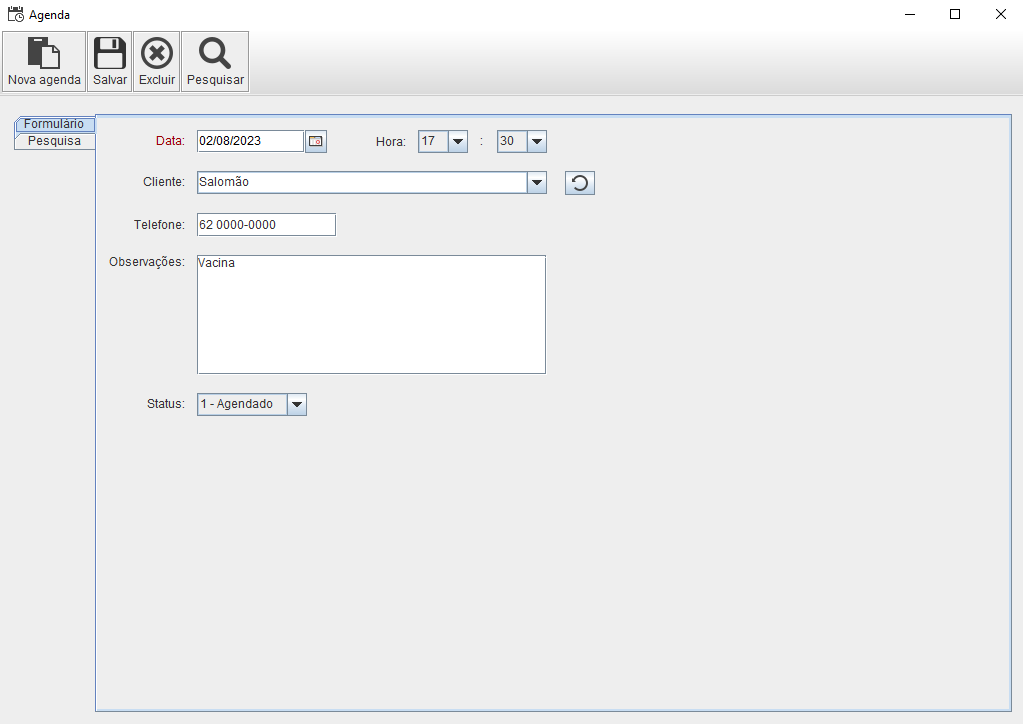 Agenda
Nova agenda Salvar Excluir Pesquisar
Formulário
Pesquisa
Data: 02/08/2023 Hora: 17 : 30
Cliente: Salomão
Telefone: 62 0000-0000
Observações: Vacina
Status: 1 - Agendado